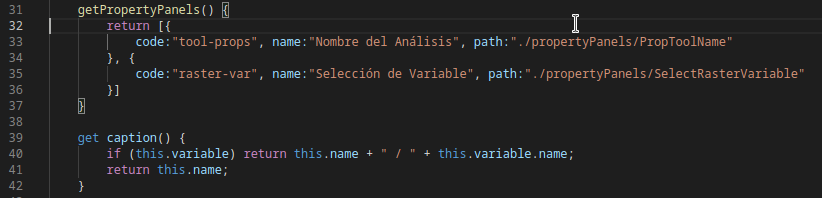 31 getPropertyPanels() {
32 return [{
33 code:"tool-props", name:"Nombre del Análisis", path:"./propertyPanels/PropToolName"
34 }, {
35 code:"raster-var", name:"Selección de Variable", path:"./propertyPanels/SelectRasterVariable"
36 }]
37 }
38
39 get caption() {
40 if (this.variable) return this.name + " / " + this.variable.name;
41 return this.name;
42 }